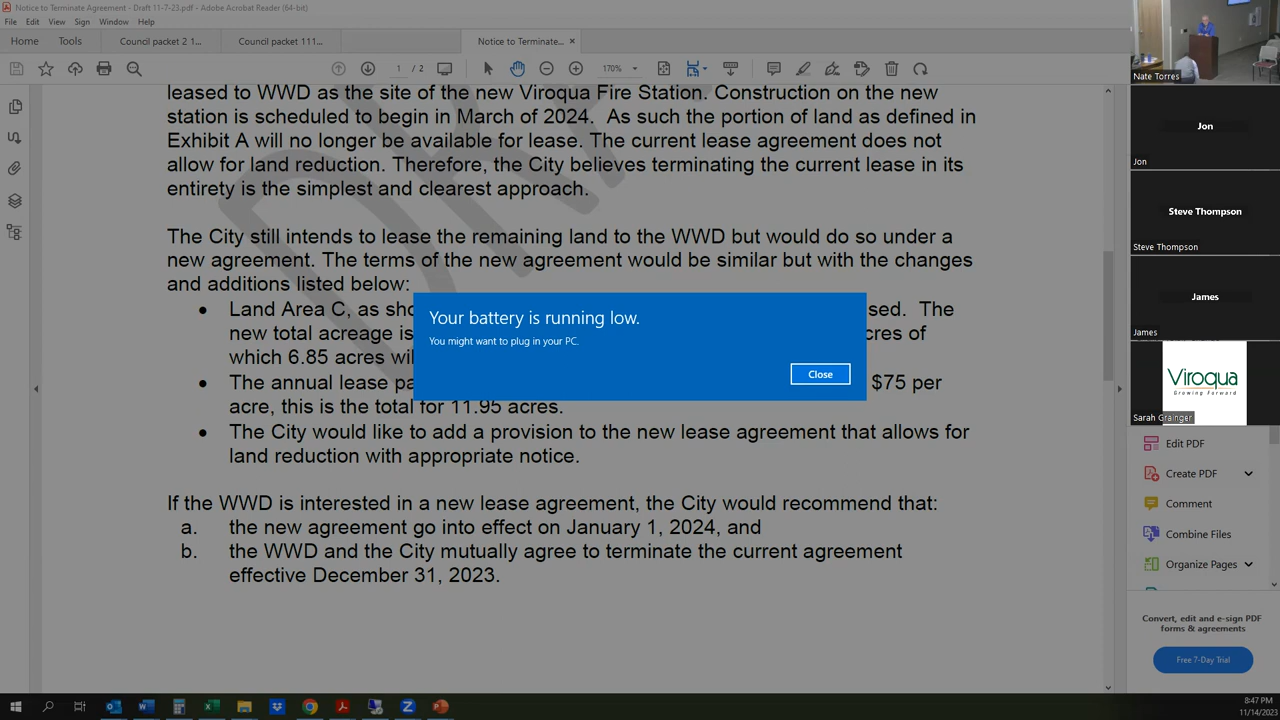 Notice to Terminate Agreement - Draft 11-7-23.pdf - Adobe Acrobat Reader (64-bit)
File Edit View Sign Window Help
Home Tools Council packet 2 1... Council packet 111... Notice to Terminate... ×
1 / 2 170%
leased to WWD as the site of the new Viroqua Fire Station. Construction on the new
station is scheduled to begin in March of 2024. As such the portion of land as defined in
Exhibit A will no longer be available for lease. The current lease agreement does not
allow for land reduction. Therefore, the City believes terminating the current lease in its
entirety is the simplest and clearest approach.
The City still intends to lease the remaining land to the WWD but would do so under a
new agreement. The terms of the new agreement would be similar but with the changes
and additions listed below:
• Land Area C, as sho sed. The
new total acreage is cres of
which 6.85 acres wil
• The annual lease pa $75 per
acre, this is the total for 11.95 acres.
• The City would like to add a provision to the new lease agreement that allows for
land reduction with appropriate notice.
If the WWD is interested in a new lease agreement, the City would recommend that:
a. the new agreement go into effect on January 1, 2024, and
b. the WWD and the City mutually agree to terminate the current agreement
effective December 31, 2023.
DRA
Your battery is running low.
You might want to plug in your PC.
Close
Nate Torres
Jon
Jon
Steve Thompson
Steve Thompson
James
James
Viroqua
Growing Forward
Sarah Grainger
Edit PDF
Create PDF
Comment
Combine Files
Organize Pages
Convert, edit and e-sign PDF
forms & agreements
Free 7-Day Trial
8:47 PM
11/14/2023